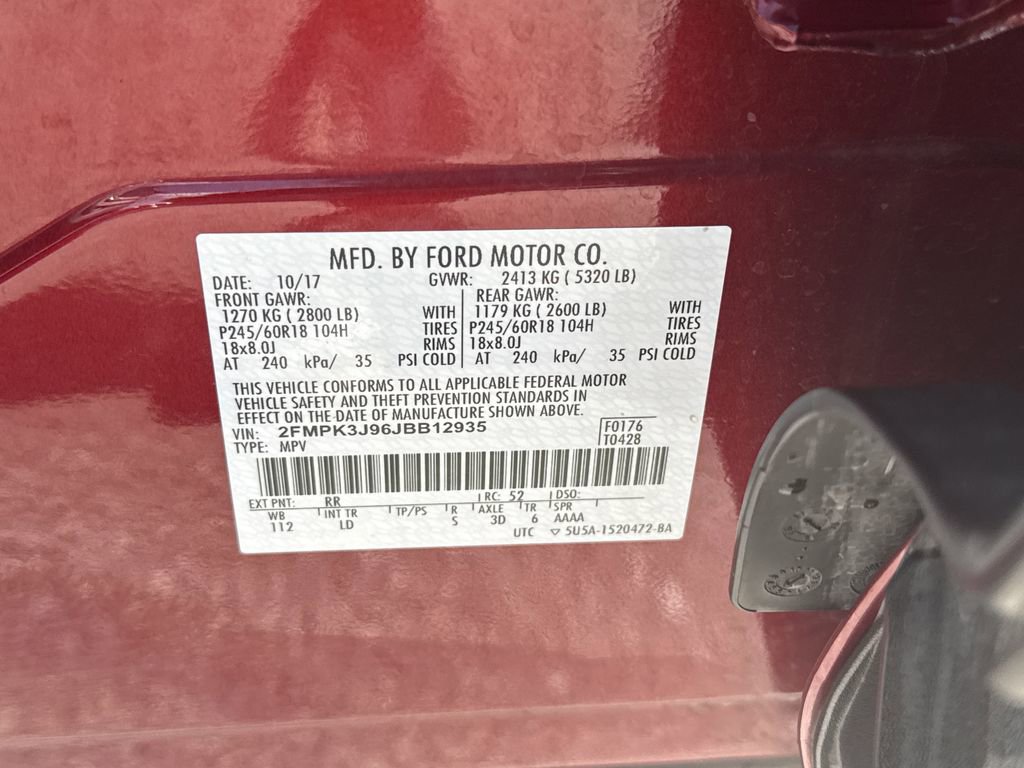 MFD. BY FORD MOTOR CO.
DATE: 10/17 GVWR: 2413 KG ( 5320 LB)
FRONT GAWR: REAR GAWR:
1270 KG ( 2800 LB) WITH 1179 KG ( 2600 LB) WITH
P245/60R18 104H TIRES P245/60R18 104H TIRES
18x8.0J RIMS 18x8.0J RIMS
AT 240 kPa/ 35 PSI COLD AT 240 kPa/ 35 PSI COLD
THIS VEHICLE CONFORMS TO ALL APPLICABLE FEDERAL MOTOR
VEHICLE SAFETY AND THEFT PREVENTION STANDARDS IN
EFFECT ON THE DATE OF MANUFACTURE SHOWN ABOVE.
VIN: 2FMPK3J96JBB12935 F0176
TYPE: MPV T0428
EXT PNT: RR RC: 52 DSO:
WB INT TR TP/PS R AXLE TR SPR
112 LD S 3D 6 AAAA
UTC ▽ 5U5A-1520472-BA